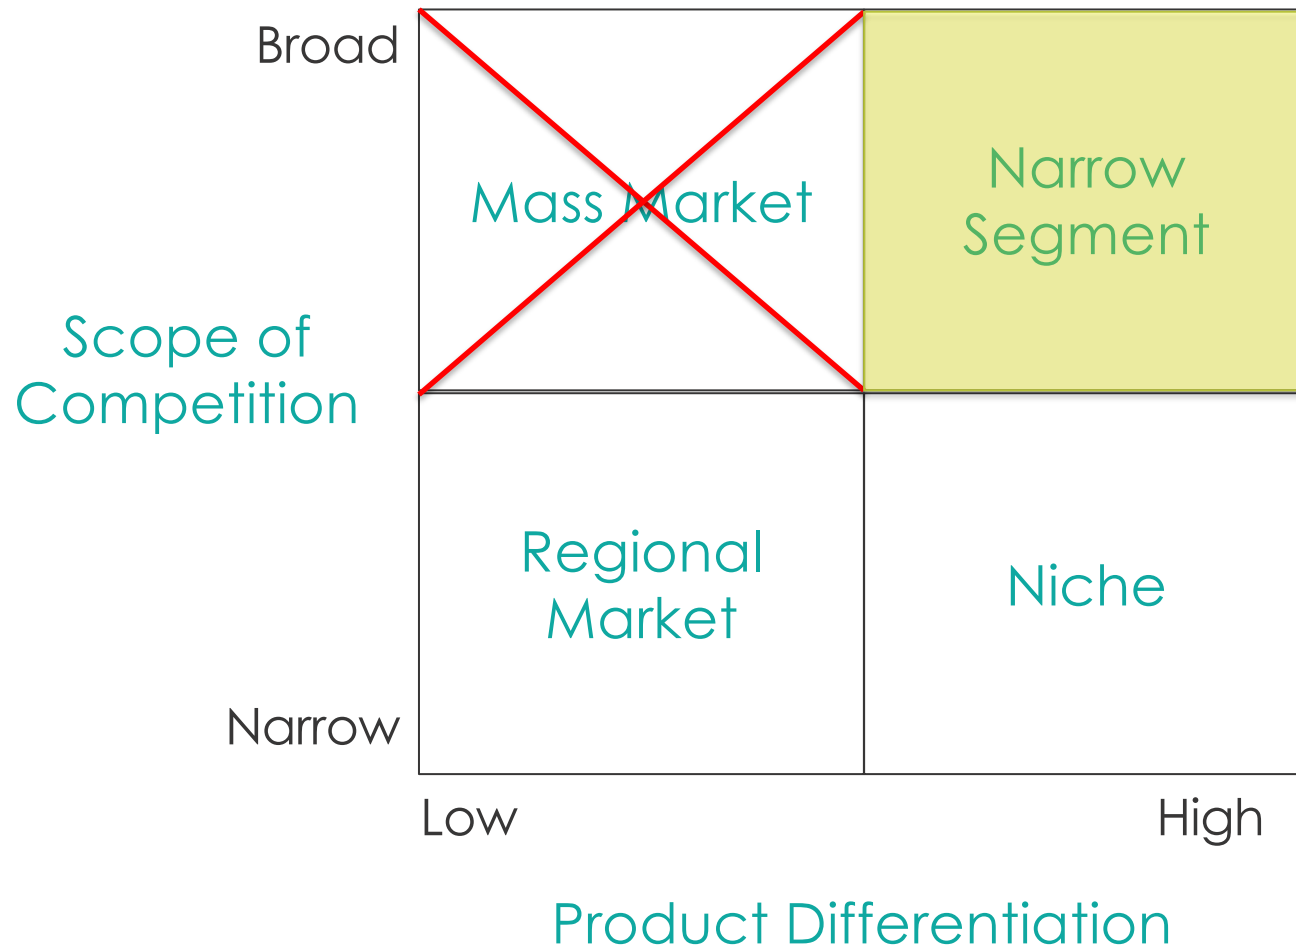 Broad
Mass Market
Narrow
Segment
Scope of
Competition
Regional
Market
Niche
Narrow
Low
High
Product Differentiation